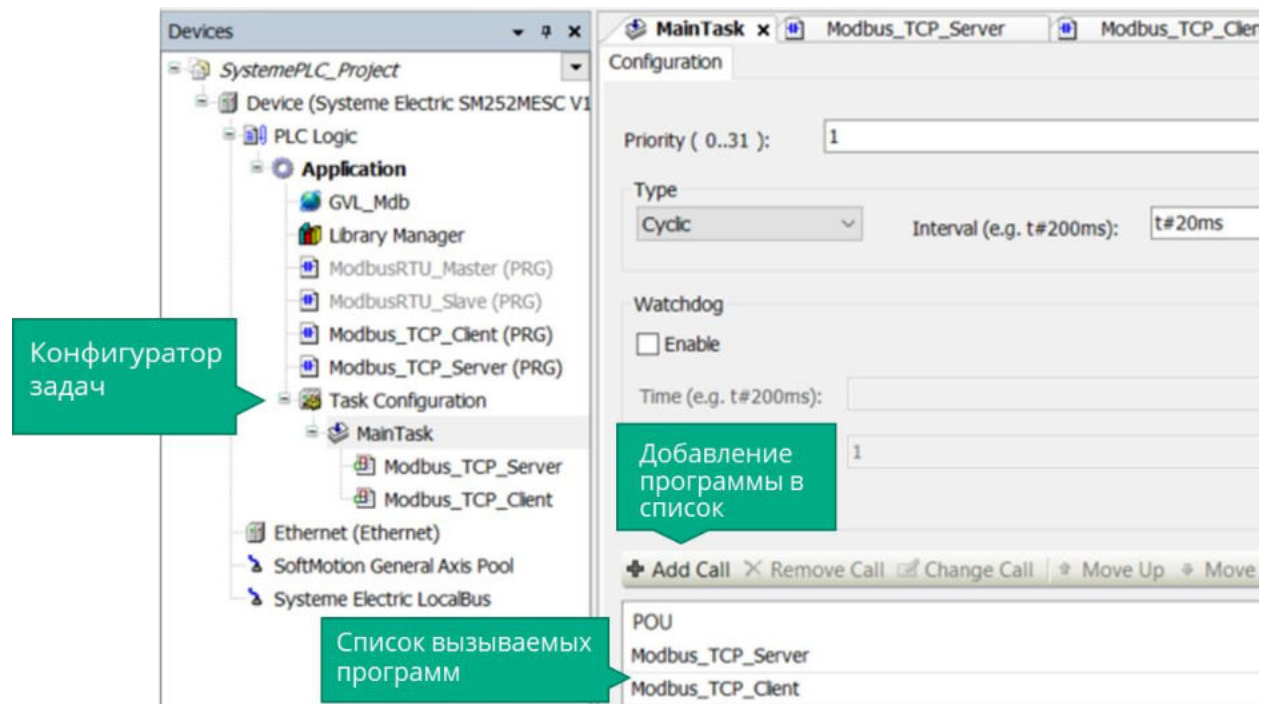 Devices
SystemePLC_Project
Device (Systeme Electric SM252MESC V1
PLC Logic
Application
GVL_Mdb
Library Manager
ModbusRTU_Master (PRG)
ModbusRTU_Slave (PRG)
Modbus_TCP_Client (PRG)
Modbus_TCP_Server (PRG)
Task Configuration
MainTask
Modbus_TCP_Server
Modbus_TCP_Client
Ethernet (Ethernet)
SoftMotion General Axis Pool
Systeme Electric LocalBus
Конфигуратор
задач
MainTask Modbus_TCP_Server Modbus_TCP_Clier
Configuration
Priority ( 0..31 ): 1
Type
Cyclic Interval (e.g. t#200ms): t#20ms
Watchdog
Enable
Time (e.g. t#200ms):
1
Добавление
программы в
список
Add Call Remove Call Change Call Move Up Move
Список вызываемых
программ
POU
Modbus_TCP_Server
Modbus_TCP_Client